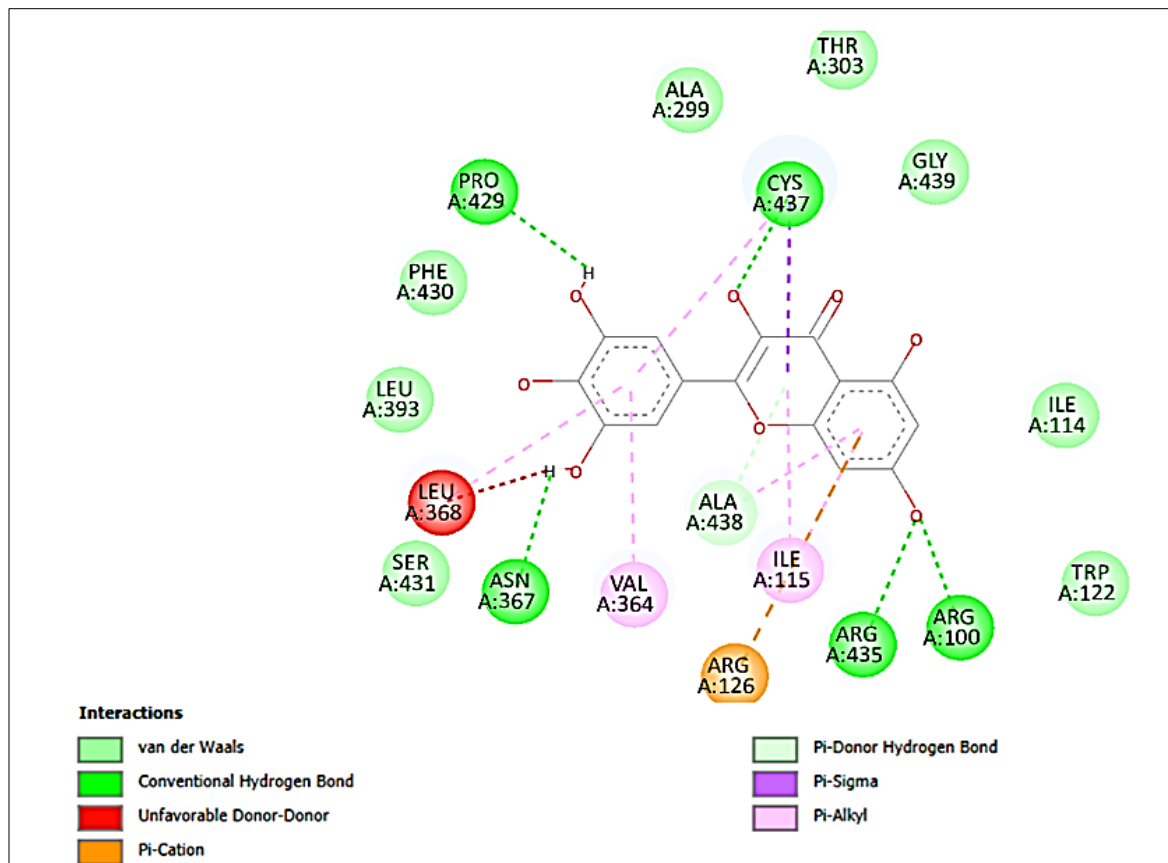 THR
A:303
ALA
A:299
GLY
A:439
PRO
A:429
CYS
A:437
PHE
A:430
H
O
O
O
O
LEU
A:393
O
O
ILE
A:114
LEU
A:368
H
O
ALA
A:438
O
SER
A:431
ASN
A:367
VAL
A:364
ILE
A:115
TRP
A:122
ARG
A:435
ARG
A:100
ARG
A:126
Interactions
van der Waals
Conventional Hydrogen Bond
Unfavorable Donor-Donor
Pi-Cation
Pi-Donor Hydrogen Bond
Pi-Sigma
Pi-Alkyl